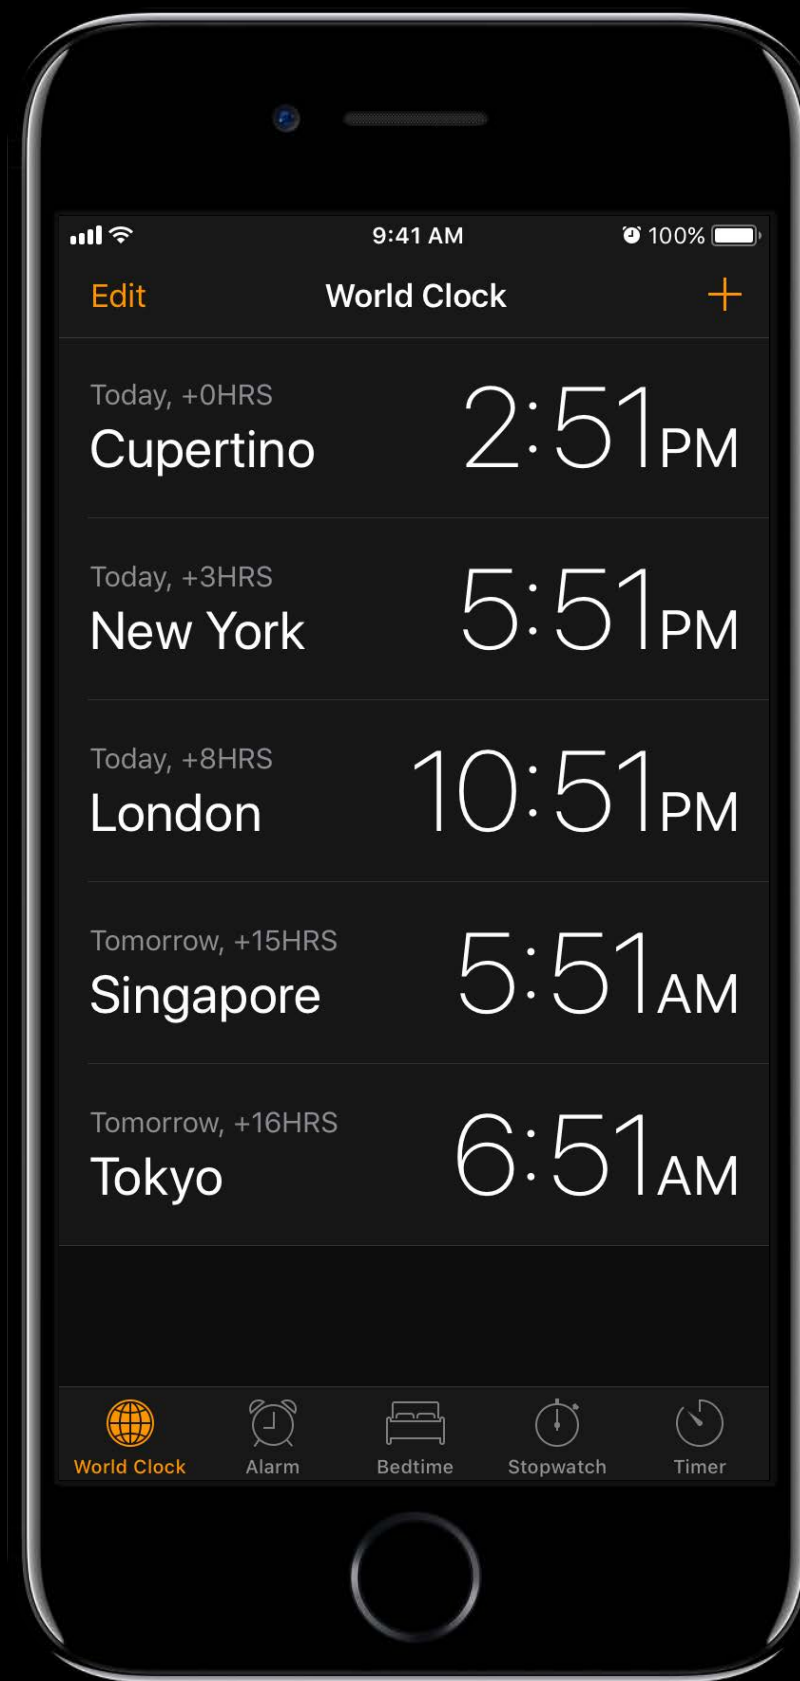 9:41 AM 100%
Edit World Clock +
Today, +0HRS
Cupertino 2:51PM
Today, +3HRS
New York 5:51PM
Today, +8HRS
London 10:51PM
Tomorrow, +15HRS
Singapore 5:51AM
Tomorrow, +16HRS
Tokyo 6:51AM
World Clock Alarm Bedtime Stopwatch Timer